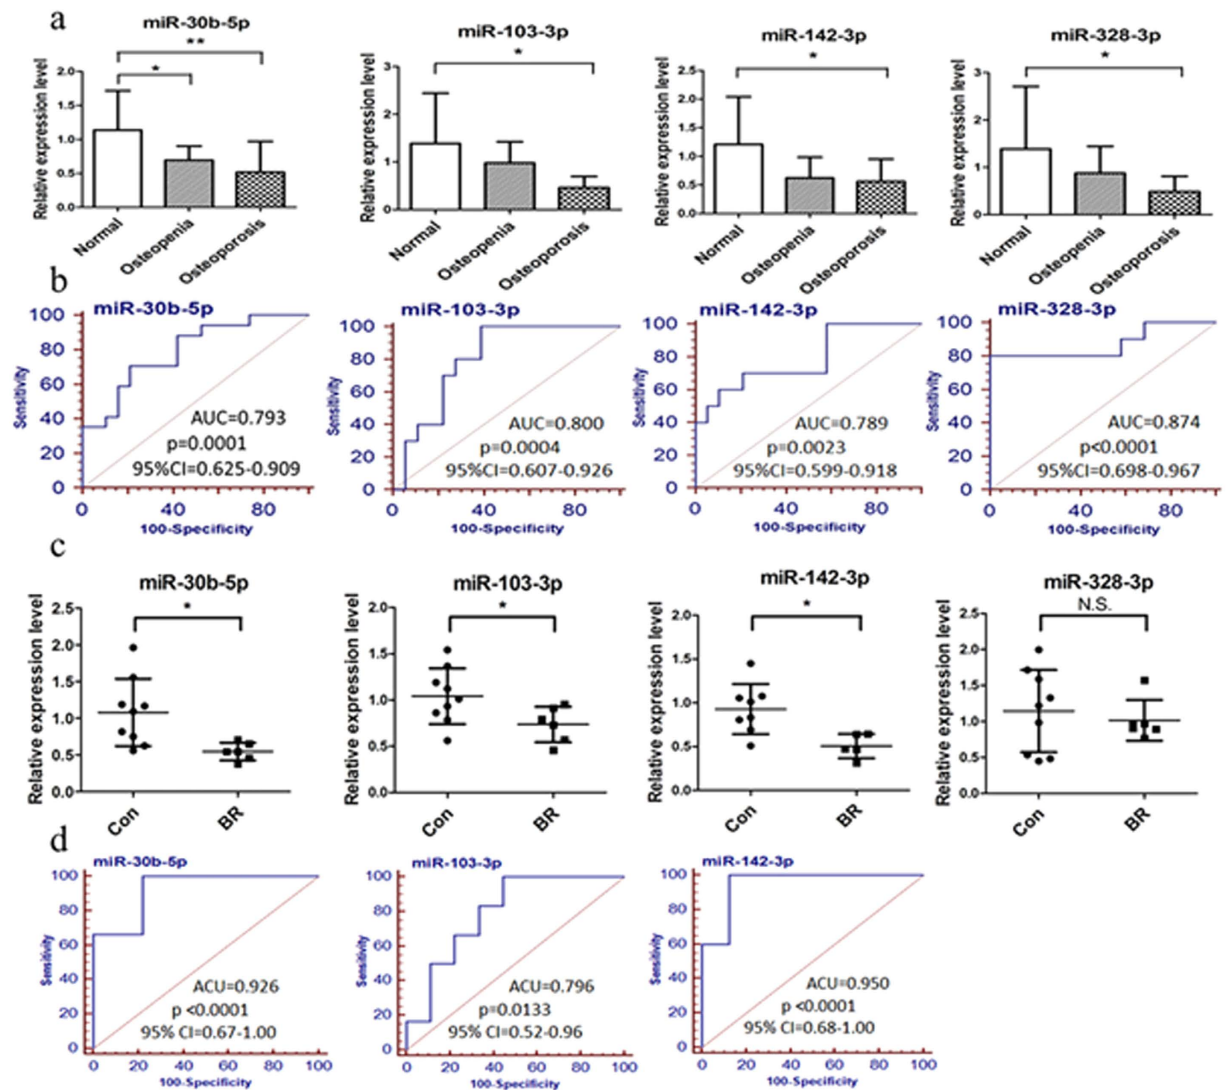 a
miR-30b-5p
**
*
Relative expression level
2.0
1.5
1.0
0.5
0.0
Normal
Osteopenia
Osteoporosis
miR-103-3p
*
Relative expression level
3
2
1
0
Normal
Osteopenia
Osteoporosis
miR-142-3p
*
Relative expression level
2.5
2.0
1.5
1.0
0.5
0.0
Normal
Osteopenia
Osteoporosis
miR-328-3p
*
Relative expression level
3
2
1
0
Normal
Osteopenia
Osteoporosis
b
miR-30b-5p
Sensitivity
100
80
60
40
20
0
AUC=0.793
p=0.0001
95%CI=0.625-0.909
0 40 80
100-Specificity
miR-103-3p
Sensitivity
100
80
60
40
20
0
AUC=0.800
p=0.0004
95%CI=0.607-0.926
0 40 80
100-Specificity
miR-142-3p
Sensitivity
100
80
60
40
20
0
AUC=0.789
p=0.0023
95%CI=0.599-0.918
0 40 80
100-Specificity
miR-328-3p
Sensitivity
100
80
60
40
20
0
AUC=0.874
p<0.0001
95%CI=0.698-0.967
0 40 80
100-Specificity
c
miR-30b-5p
*
Relative expression level
2.5
2.0
1.5
1.0
0.5
0.0
Con
BR
miR-103-3p
*
Relative expression level
2.0
1.5
1.0
0.5
0.0
Con
BR
miR-142-3p
*
Relative expression level
2.0
1.5
1.0
0.5
0.0
Con
BR
miR-328-3p
N.S.
Relative expression level
2.5
2.0
1.5
1.0
0.5
0.0
Con
BR
d
miR-30b-5p
Sensitivity
100
80
60
40
20
0
ACU=0.926
p <0.0001
95% CI=0.67-1.00
0 20 40 60 80 100
100-Specificity
miR-103-3p
Sensitivity
100
80
60
40
20
0
ACU=0.796
p=0.0133
95% CI=0.52-0.96
0 20 40 60 80 100
100-Specificity
miR-142-3p
Sensitivity
100
80
60
40
20
0
ACU=0.950
p <0.0001
95% CI=0.68-1.00
0 20 40 60 80 100
100-Specificity